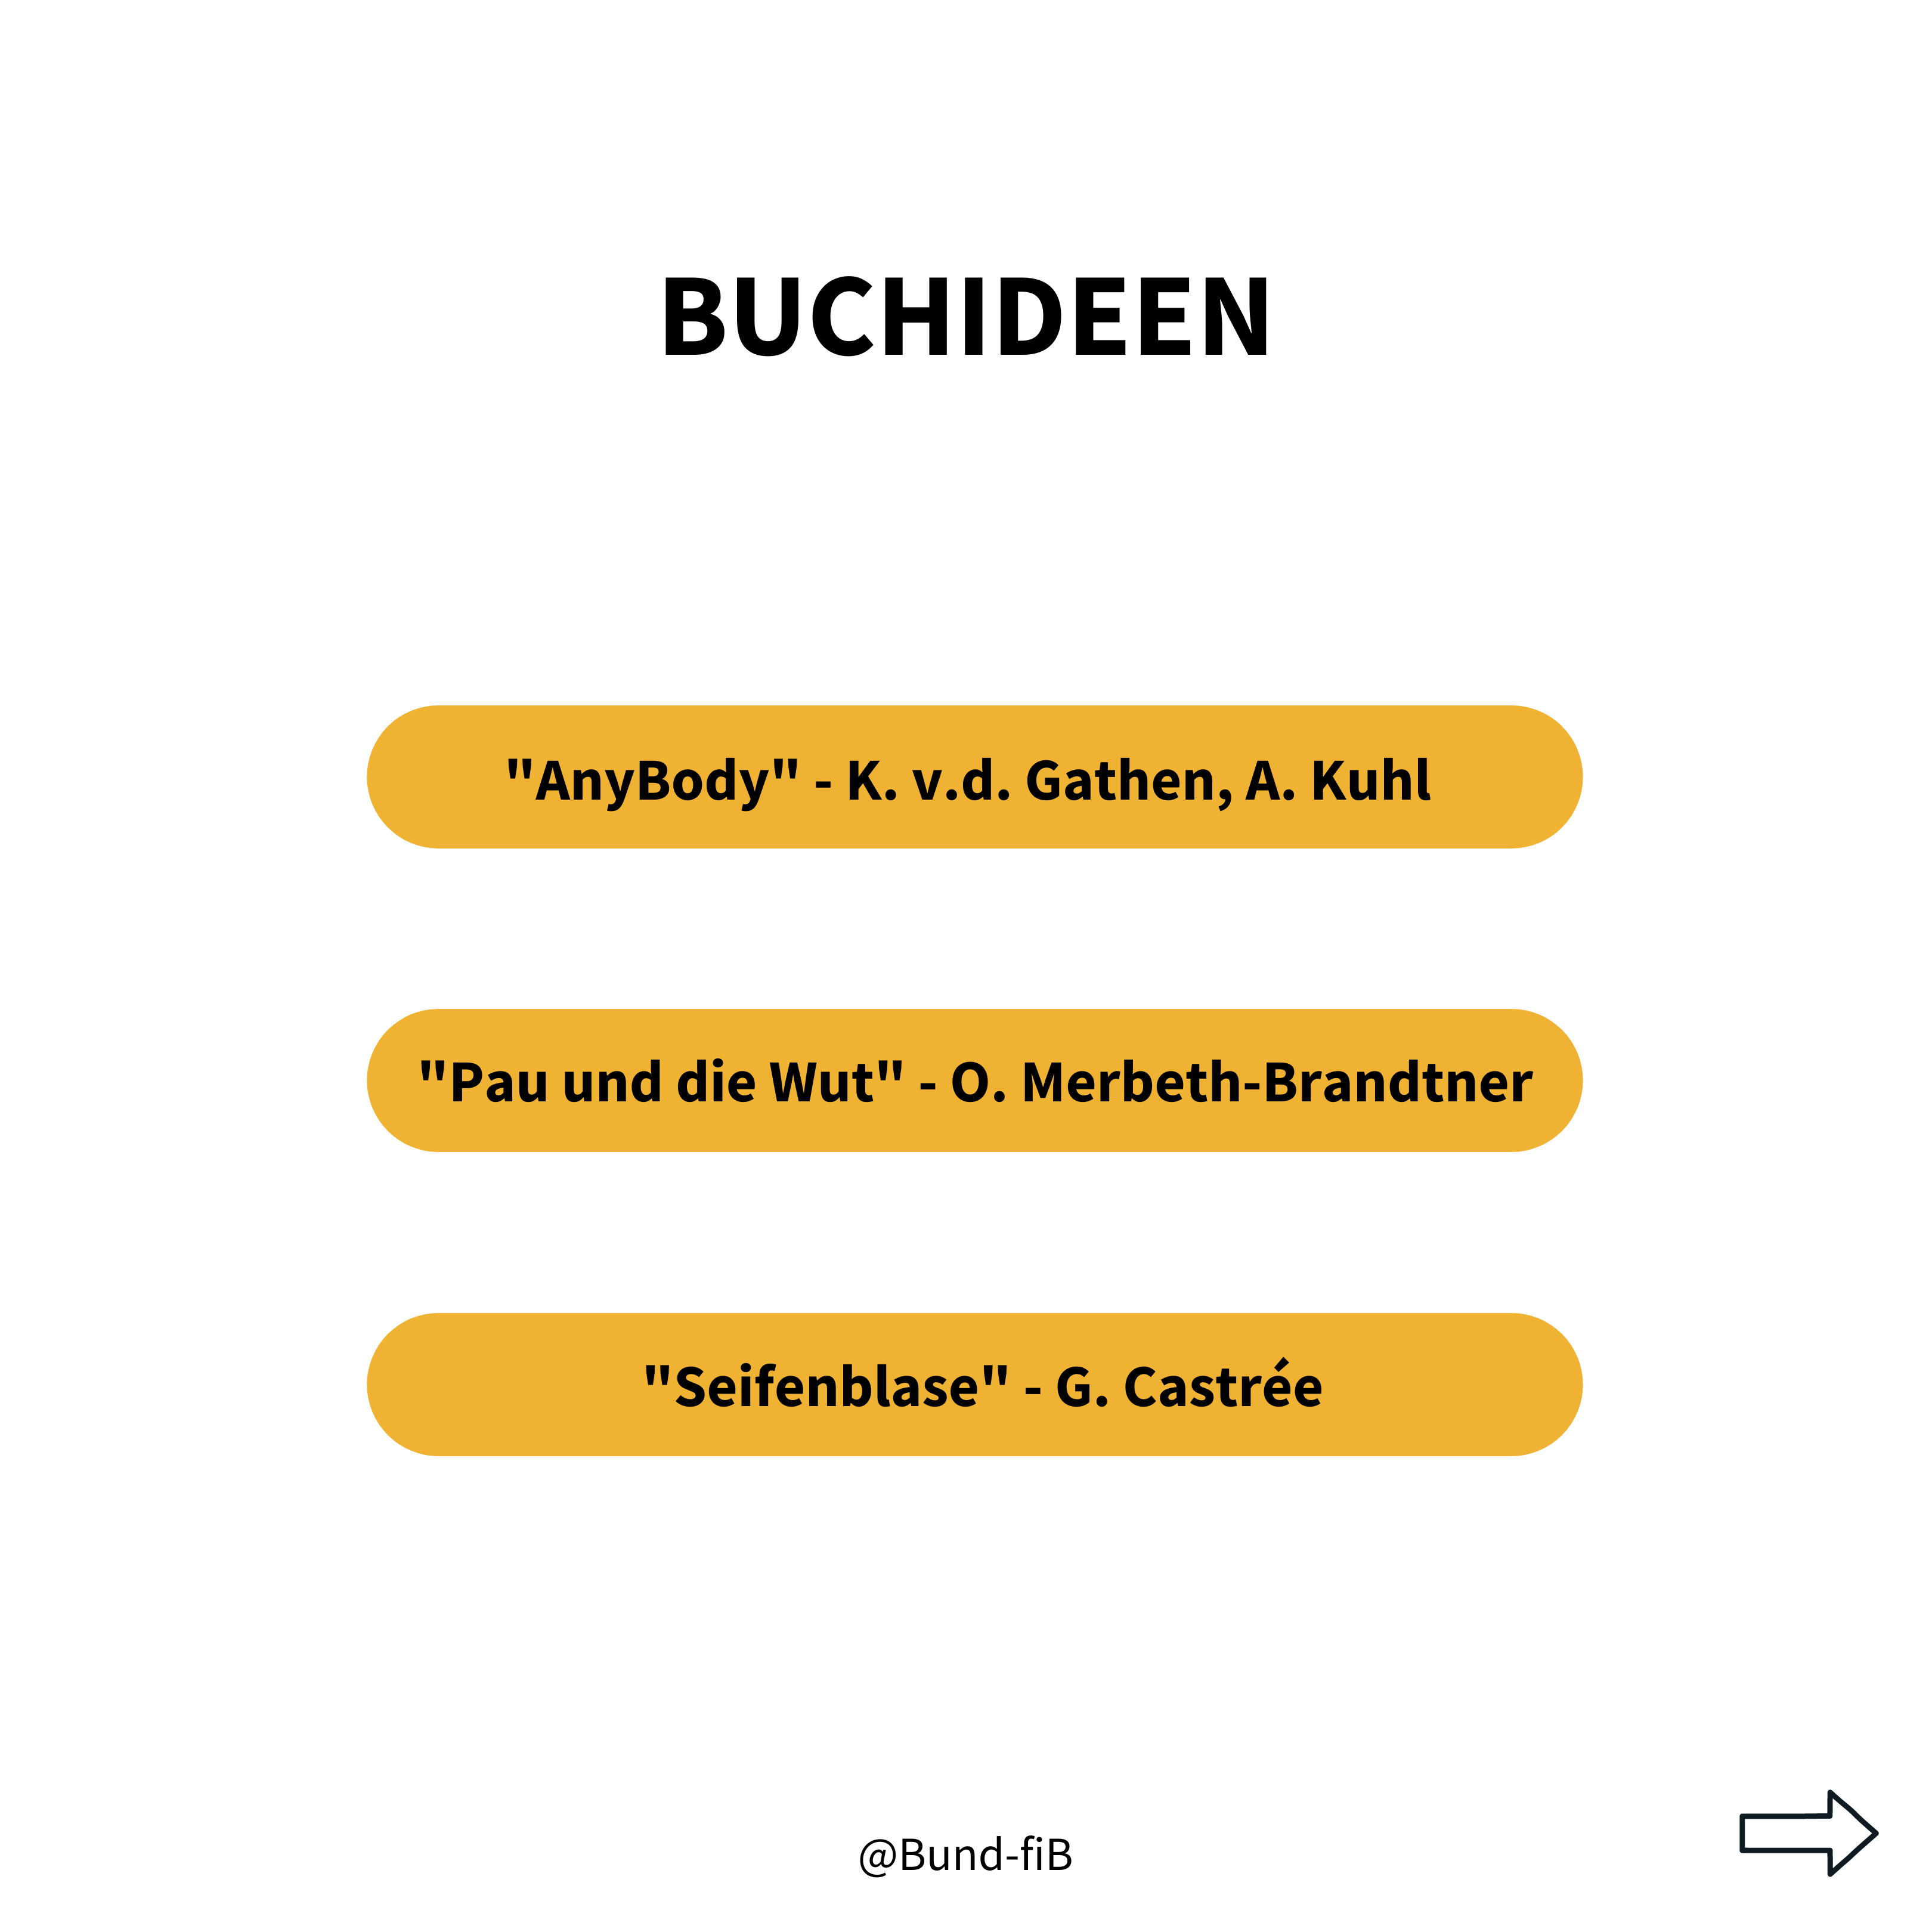 BUCHIDEEN
"AnyBody" - K. v.d. Gathen, A. Kuhl
"Pau und die Wut" - O. Merbeth-Brandtner
"Seifenblase" - G. Castrée
@Bund-fiB